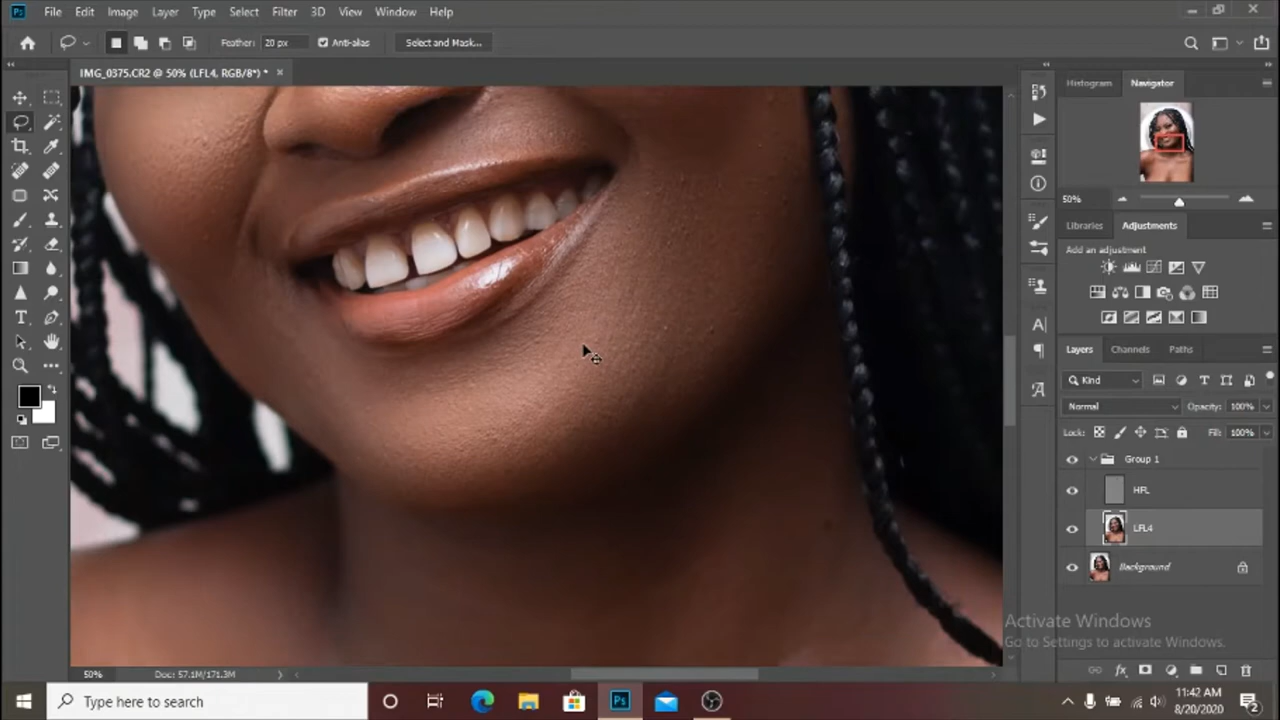 Ps File Edit Image Layer Type Select Filter 3D View Window Help
Feather: 20 px Anti-alias Select and Mask...
IMG_0375.CR2 @ 50% (LFL4, RGB/8*) * ×
Histogram Navigator
50%
Libraries Adjustments
Add an adjustment
Layers Channels Paths
Kind
Normal Opacity: 100%
Lock: Fill: 100%
Group 1
HFL
LFL4
Background
Activate Windows
Go to Settings to activate Windows.
50% Doc: 57.1M/171.3M
Type here to search
Ps
11:42 AM
8/20/2020
2